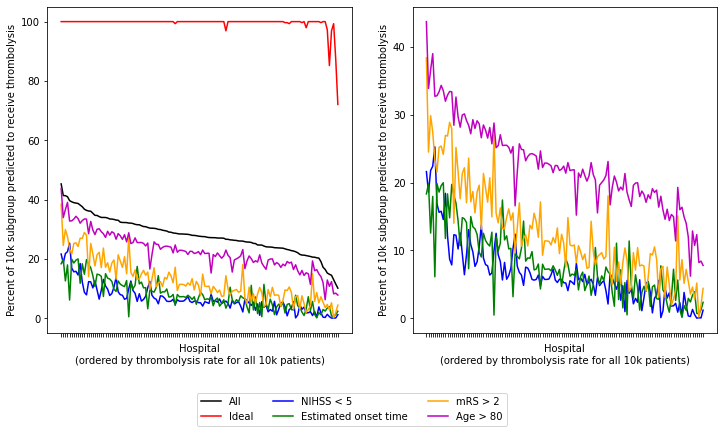 Percent of 10k subgroup predicted to receive thrombolysis
100
80
60
40
20
0
Hospital
(ordered by thrombolysis rate for all 10k patients)
Percent of 10k subgroup predicted to receive thrombolysis
40
30
20
10
0
Hospital
(ordered by thrombolysis rate for all 10k patients)
All
Ideal
NIHSS < 5
Estimated onset time
mRS > 2
Age > 80